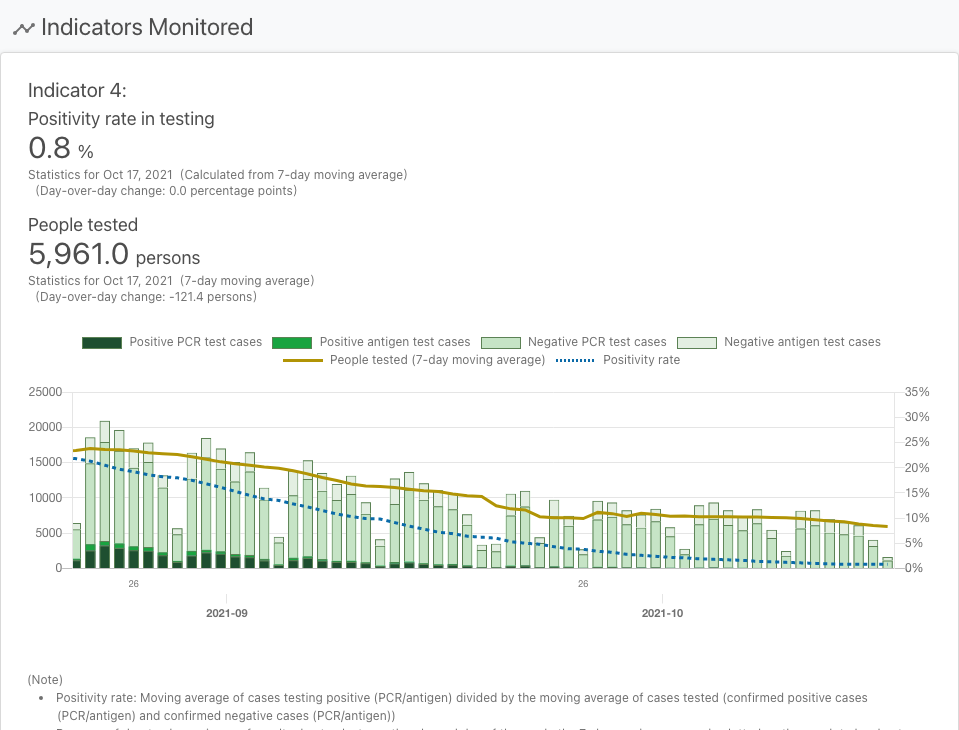 Indicators Monitored
Indicator 4:
Positivity rate in testing
0.8 %
Statistics for Oct 17, 2021 (Calculated from 7-day moving average)
(Day-over-day change: 0.0 percentage points)
People tested
5,961.0 persons
Statistics for Oct 17, 2021 (7-day moving average)
(Day-over-day change: -121.4 persons)
Positive PCR test cases Positive antigen test cases Negative PCR test cases Negative antigen test cases
People tested (7-day moving average) Positivity rate
25000 35%
30%
20000
25%
15000 20%
15%
10000
10%
5000 5%
0 0%
26 26
2021-09 2021-10
(Note)
• Positivity rate: Moving average of cases testing positive (PCR/antigen) divided by the moving average of cases tested (confirmed positive cases
(PCR/antigen) and confirmed negative cases (PCR/antigen))